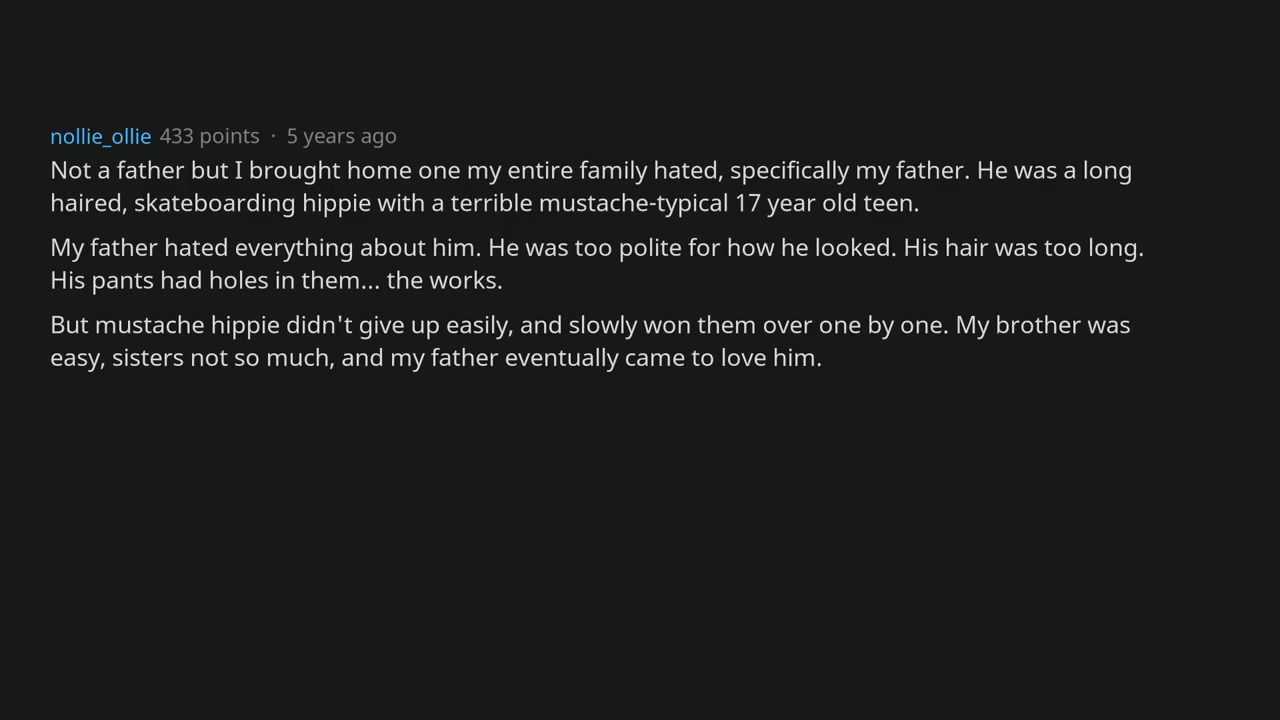 nollie_ollie 433 points · 5 years ago
Not a father but I brought home one my entire family hated, specifically my father. He was a long
haired, skateboarding hippie with a terrible mustache-typical 17 year old teen.
My father hated everything about him. He was too polite for how he looked. His hair was too long.
His pants had holes in them... the works.
But mustache hippie didn't give up easily, and slowly won them over one by one. My brother was
easy, sisters not so much, and my father eventually came to love him.